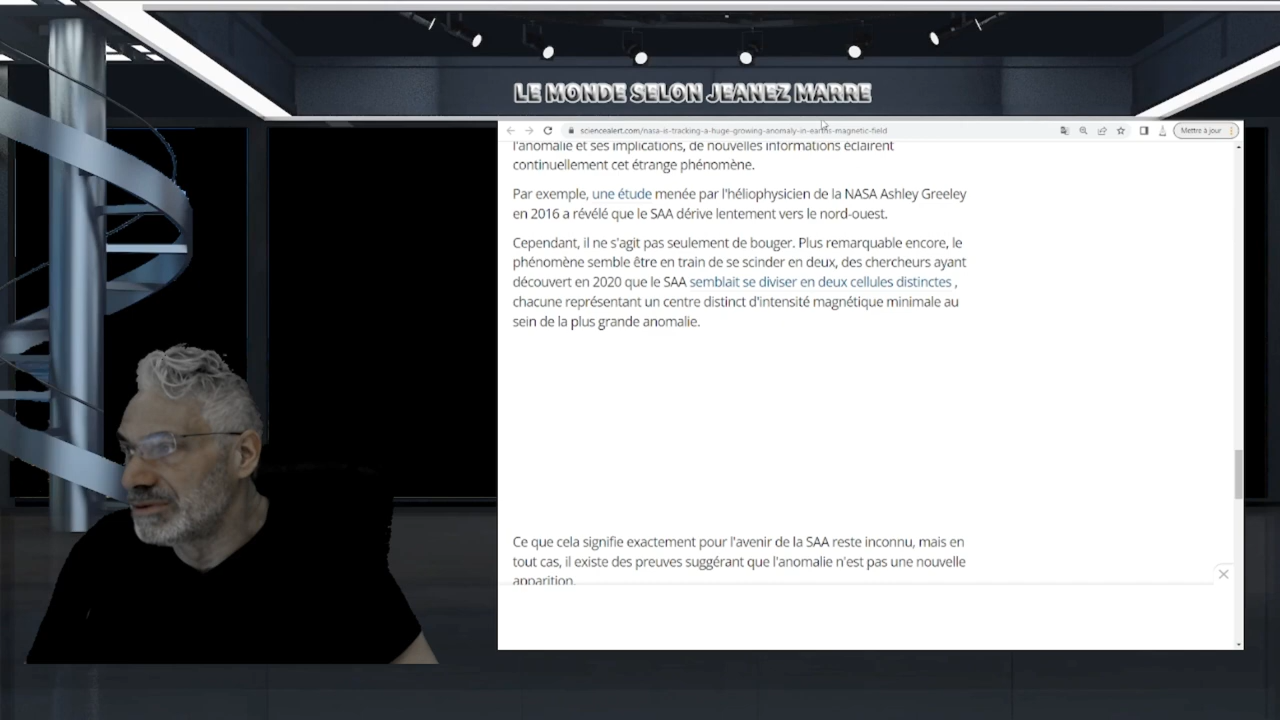 LE MONDE SELON JEANEZ MARRE
sciencealert.com/nasa-is-tracking-a-huge-growing-anomaly-in-earths-magnetic-field
Mettre à jour
l'anomalie et ses implications, de nouvelles informations éclairent
continuellement cet étrange phénomène.
Par exemple, une étude menée par l'héliophysicien de la NASA Ashley Greeley
en 2016 a révélé que le SAA dérive lentement vers le nord-ouest.
Cependant, il ne s'agit pas seulement de bouger. Plus remarquable encore, le
phénomène semble être en train de se scinder en deux, des chercheurs ayant
découvert en 2020 que le SAA semblait se diviser en deux cellules distinctes ,
chacune représentant un centre distinct d'intensité magnétique minimale au
sein de la plus grande anomalie.
Ce que cela signifie exactement pour l'avenir de la SAA reste inconnu, mais en
tout cas, il existe des preuves suggérant que l'anomalie n'est pas une nouvelle
apparition.